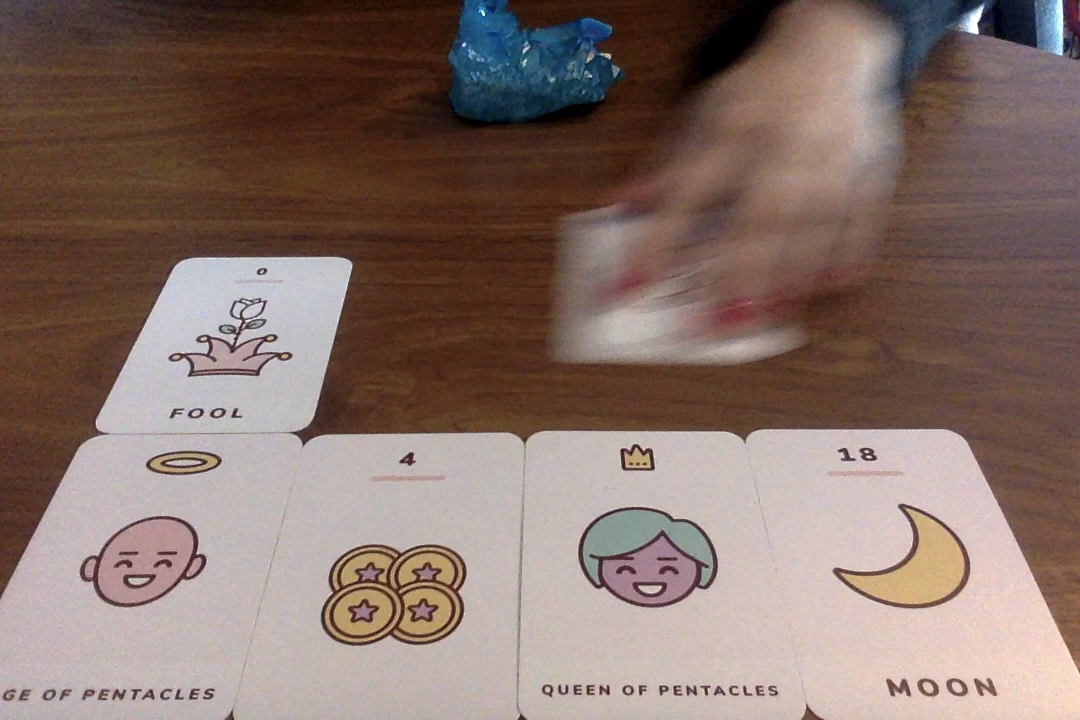 0
FOOL
GE OF PENTACLES
4
QUEEN OF PENTACLES
18
MOON